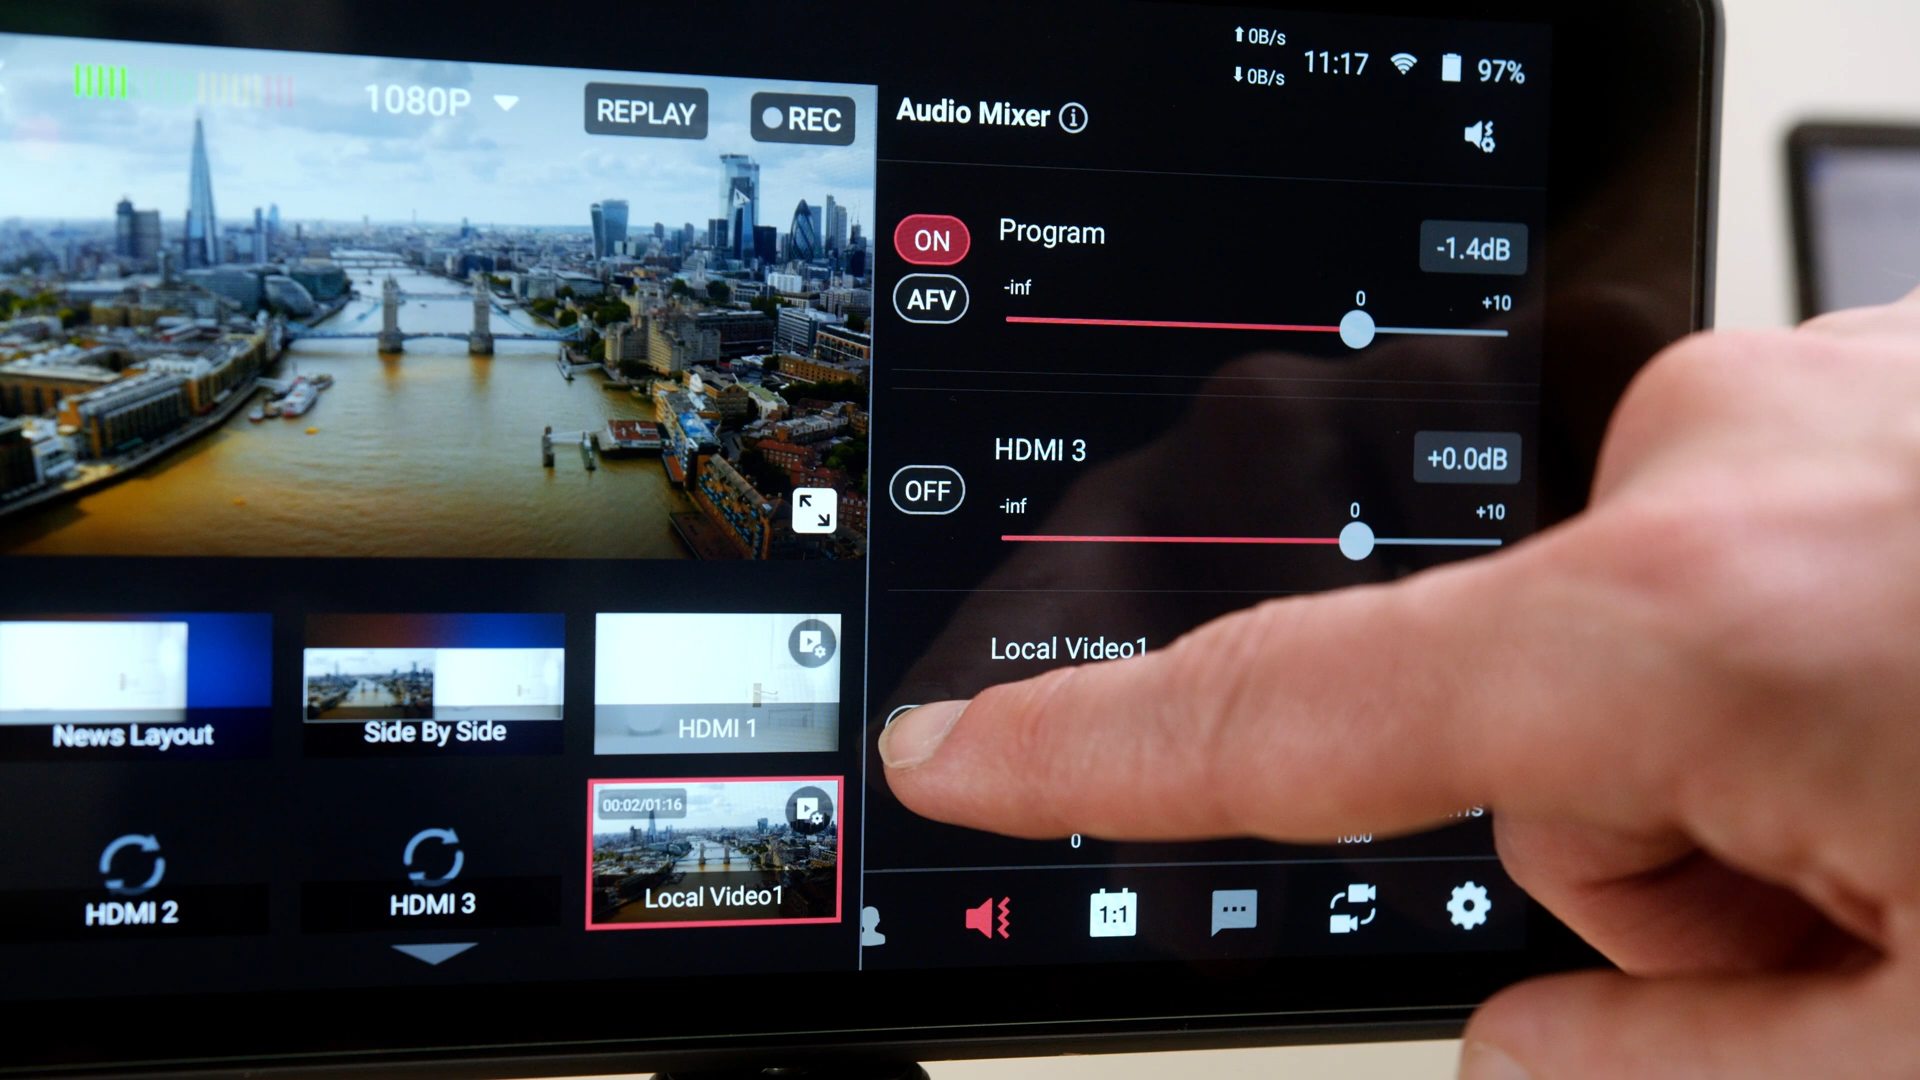 ↑0B/s
11:17
97%
↓0B/s
1080P
REPLAY
REC
Audio Mixer
ON
Program
-1.4dB
AFV
-inf
0
+10
HDMI 3
+0.0dB
OFF
-inf
0
+10
Local Video1
News Layout
Side By Side
HDMI 1
00:02/01:16
0
HDMI 2
HDMI 3
Local Video1
1:1